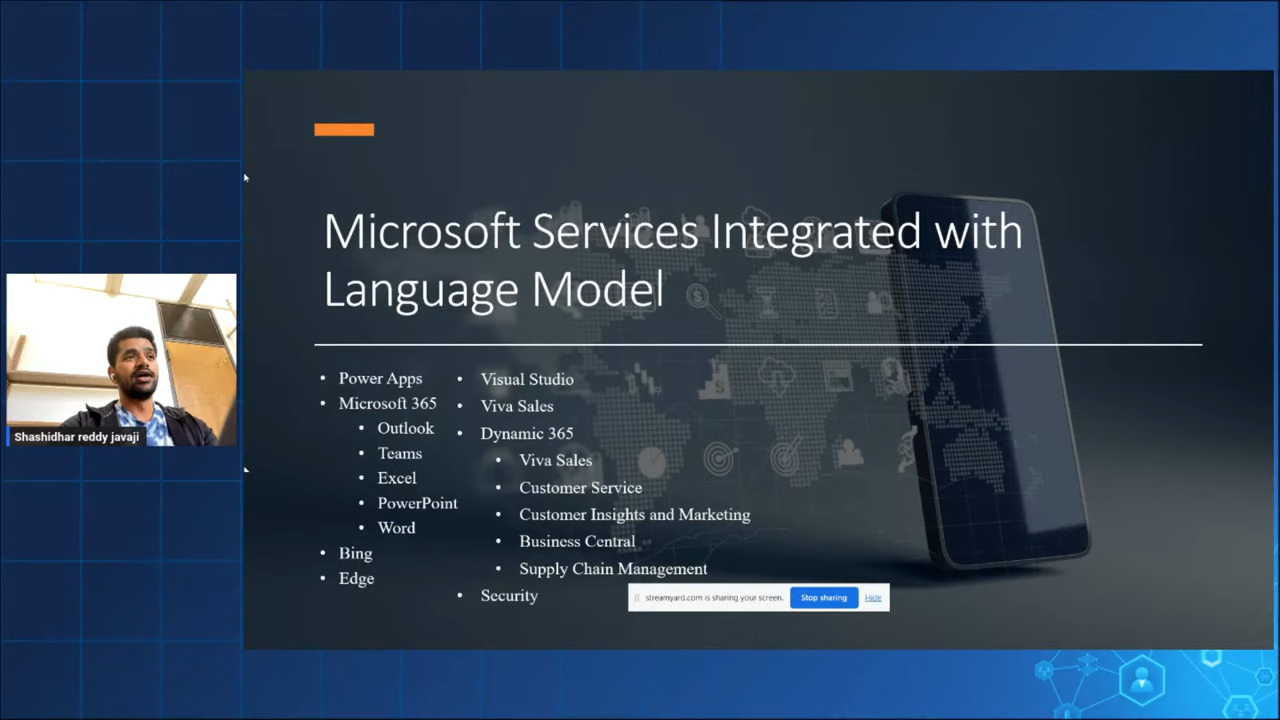 Microsoft Services Integrated with
Language Model
Power Apps
Microsoft 365
Outlook
Teams
Excel
PowerPoint
Word
Bing
Edge
Visual Studio
Viva Sales
Dynamic 365
Viva Sales
Customer Service
Customer Insights and Marketing
Business Central
Supply Chain Management
Security
streamyard.com is sharing your screen.
Stop sharing
Hide
Shashidhar reddy javaji